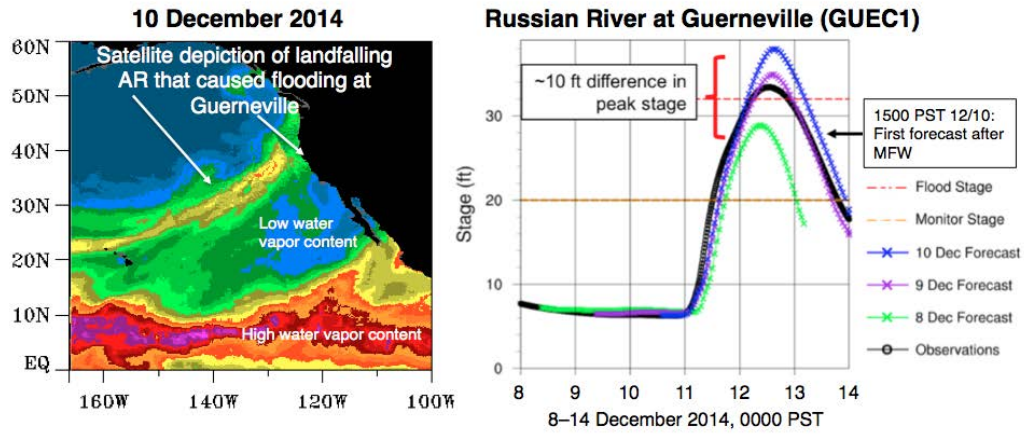 10 December 2014
Satellite depiction of landfalling
AR that caused flooding at
Guerneville
Low water
vapor content
High water vapor content
60N
50N
40N
30N
20N
10N
EQ
160W
140W
120W
100W
Russian River at Guerneville (GUEC1)
~10 ft difference in
peak stage
1500 PST 12/10:
First forecast after
MFW
Stage (ft)
30
20
10
0
8
9
10
11
12
13
14
8–14 December 2014, 0000 PST
Flood Stage
Monitor Stage
10 Dec Forecast
9 Dec Forecast
8 Dec Forecast
Observations